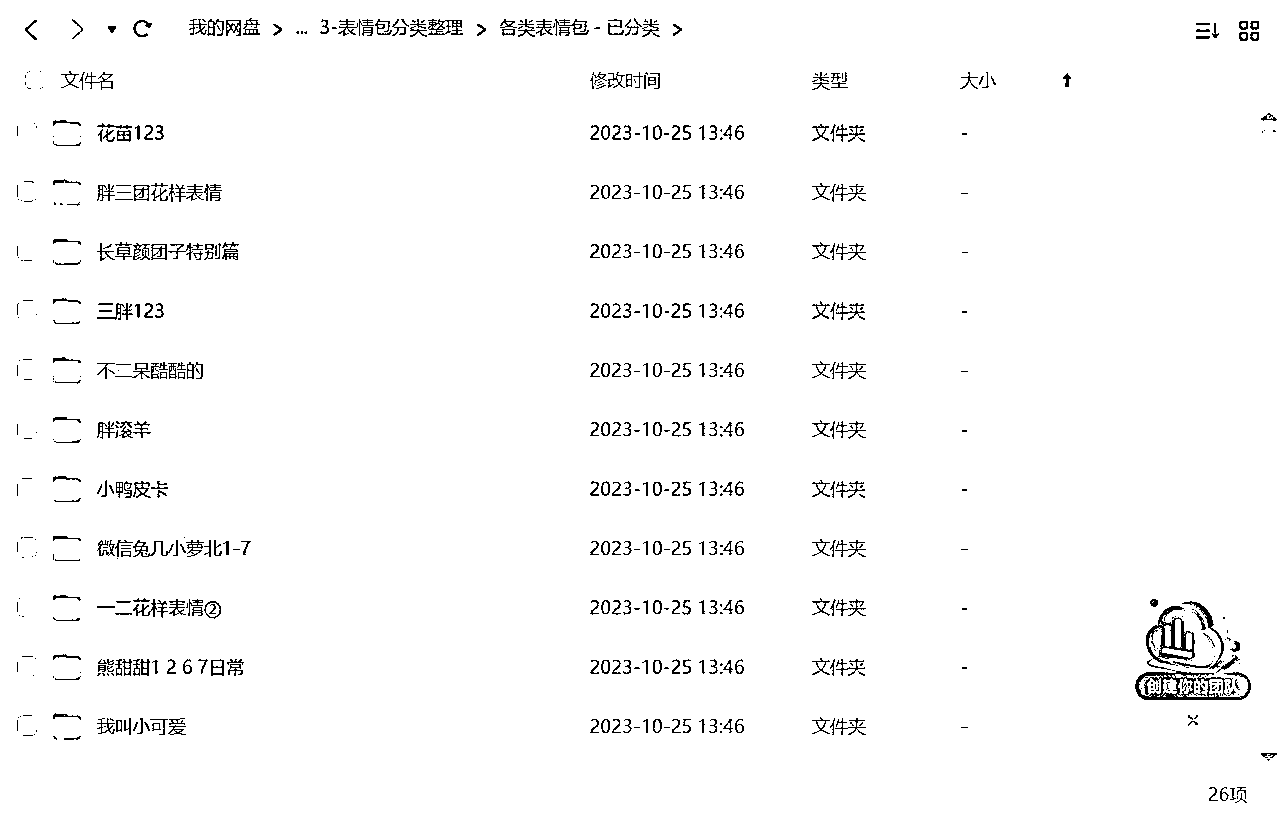 我的网盘 > ... 3-表情包分类整理 > 各类表情包 - 已分类 >
文件名 修改时间 类型 大小
花苗123 2023-10-25 13:46 文件夹 -
胖三团花样表情 2023-10-25 13:46 文件夹 -
长草颜团子特别篇 2023-10-25 13:46 文件夹 -
三胖123 2023-10-25 13:46 文件夹 -
不二呆酷酷的 2023-10-25 13:46 文件夹 -
胖滚羊 2023-10-25 13:46 文件夹 -
小鸭皮卡 2023-10-25 13:46 文件夹 -
微信兔几小萝北1-7 2023-10-25 13:46 文件夹 -
一二花样表情② 2023-10-25 13:46 文件夹 -
熊甜甜1 2 6 7日常 2023-10-25 13:46 文件夹 -
我叫小可爱 2023-10-25 13:46 文件夹 -
创建你的团队
26项